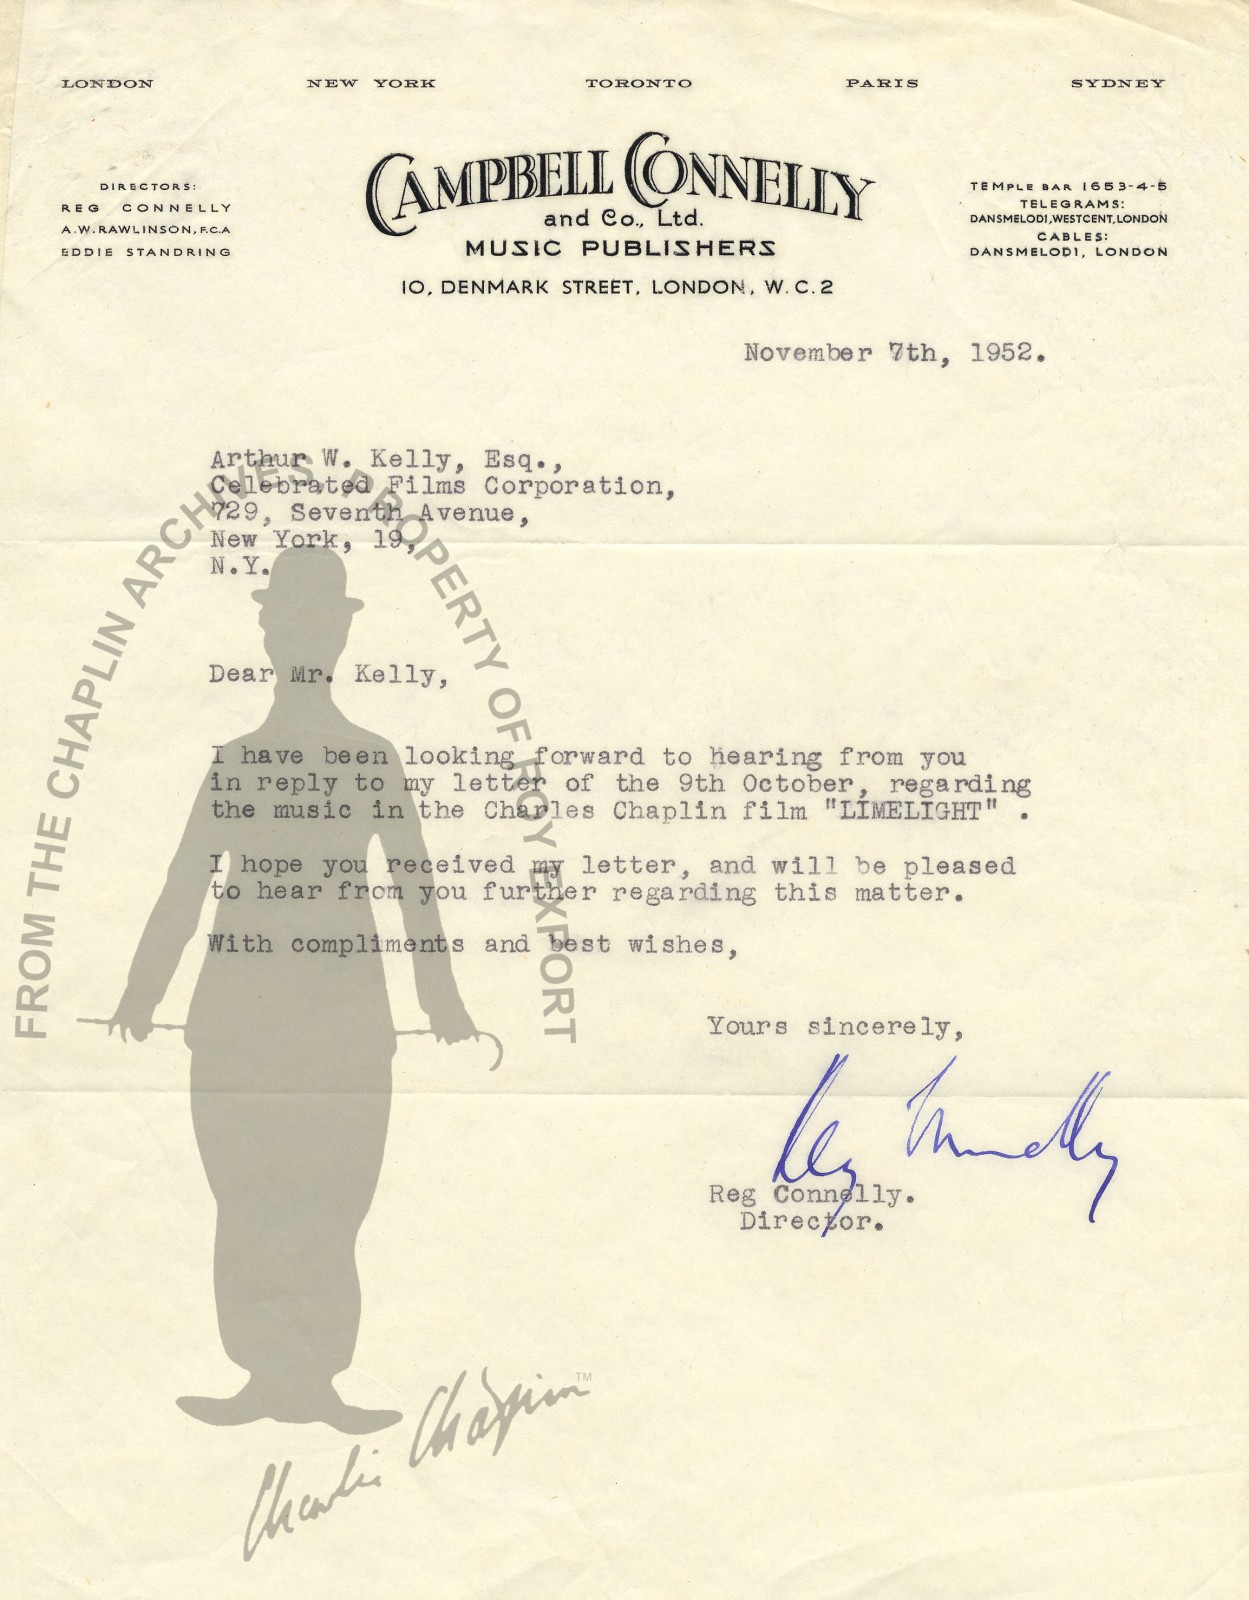 LONDON NEW YORK TORONTO PARIS SYDNEY
DIRECTORS:
REG CONNELLY
A.W. RAWLINSON, F.C.A
EDDIE STANDRING
CAMPBELL CONNELLY
and Co., Ltd.
MUSIC PUBLISHERS
10, DENMARK STREET, LONDON, W.C.2
TEMPLE BAR 1653-4-5
TELEGRAMS:
DANSMELODI, WESTCENT, LONDON
CABLES:
DANSMELODI, LONDON
November 7th, 1952.
Arthur W. Kelly, Esq.,
Celebrated Films Corporation,
729, Seventh Avenue,
New York, 19,
N.Y.
Dear Mr. Kelly,
I have been looking forward to hearing from you
in reply to my letter of the 9th October, regarding
the music in the Charles Chaplin film "LIMELIGHT" .
I hope you received my letter, and will be pleased
to hear from you further regarding this matter.
With compliments and best wishes,
Yours sincerely,
Reg Connelly
Reg Connelly.
Director.
FROM THE CHAPLIN ARCHIVES, PROPERTY OF ROY EXPORT
Charlie Chaplin TM